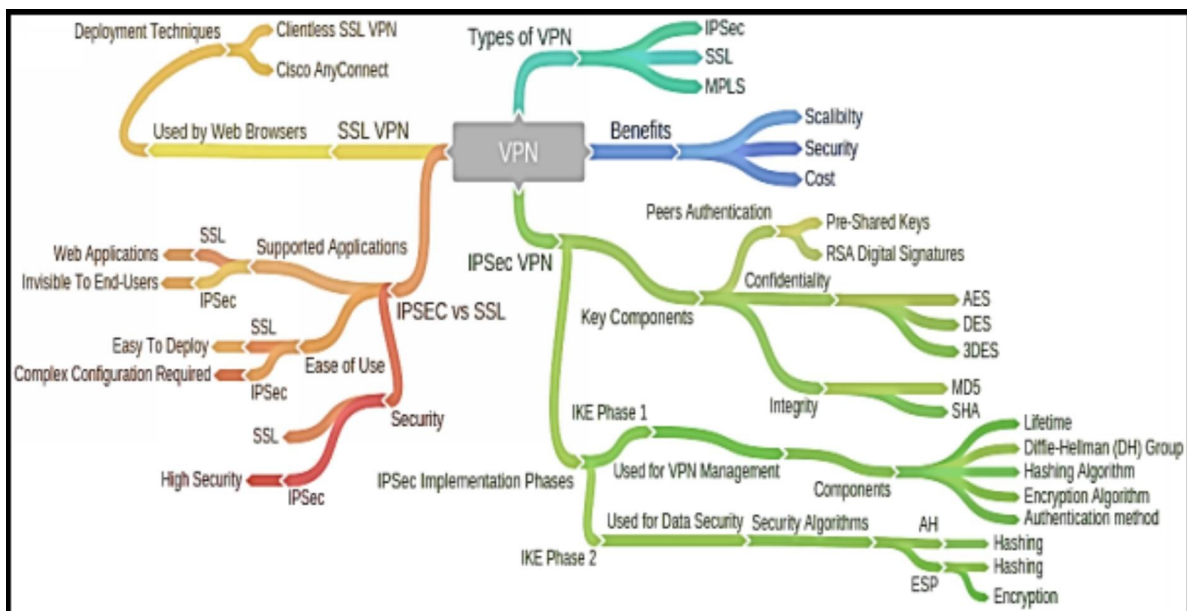 VPN
Types of VPN
IPSec
SSL
MPLS
Benefits
Scalibilty
Security
Cost
IPSec VPN
Key Components
Peers Authentication
Pre-Shared Keys
RSA Digital Signatures
Confidentiality
AES
DES
3DES
Integrity
MD5
SHA
IPSec Implementation Phases
IKE Phase 1
Used for VPN Management
Components
Lifetime
Diffie-Hellman (DH) Group
Hashing Algorithm
Encryption Algorithm
Authentication method
IKE Phase 2
Used for Data Security
Security Algorithms
AH
Hashing
ESP
Hashing
Encryption
IPSEC vs SSL
Supported Applications
SSL
Web Applications
IPSec
Invisible To End-Users
Ease of Use
SSL
Easy To Deploy
IPSec
Complex Configuration Required
Security
SSL
IPSec
High Security
SSL VPN
Used by Web Browsers
Deployment Techniques
Clientless SSL VPN
Cisco AnyConnect